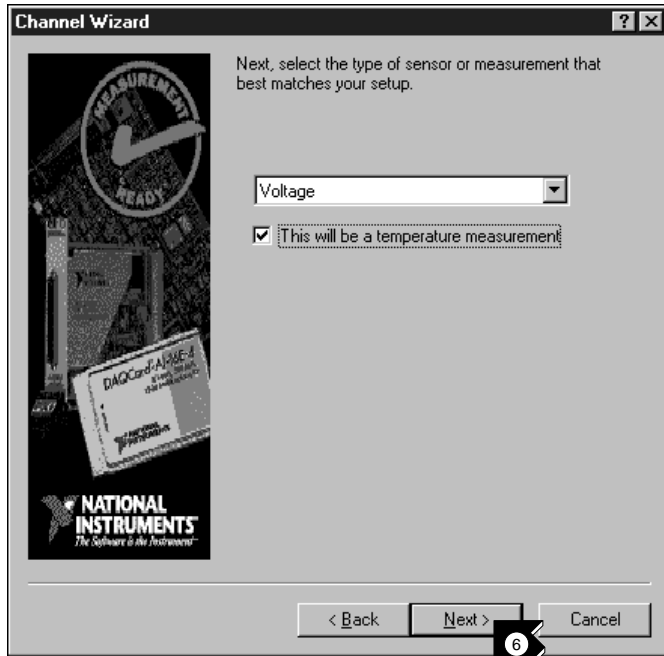 Channel Wizard
Next, select the type of sensor or measurement that
best matches your setup.
MEASUREMENT
READY
Voltage
This will be a temperature measurement
DAQCard-AI-16E-4
NATIONAL
INSTRUMENTS
NATIONAL
INSTRUMENTS™
The Software is the Instrument
< Back
Next >
Cancel
6